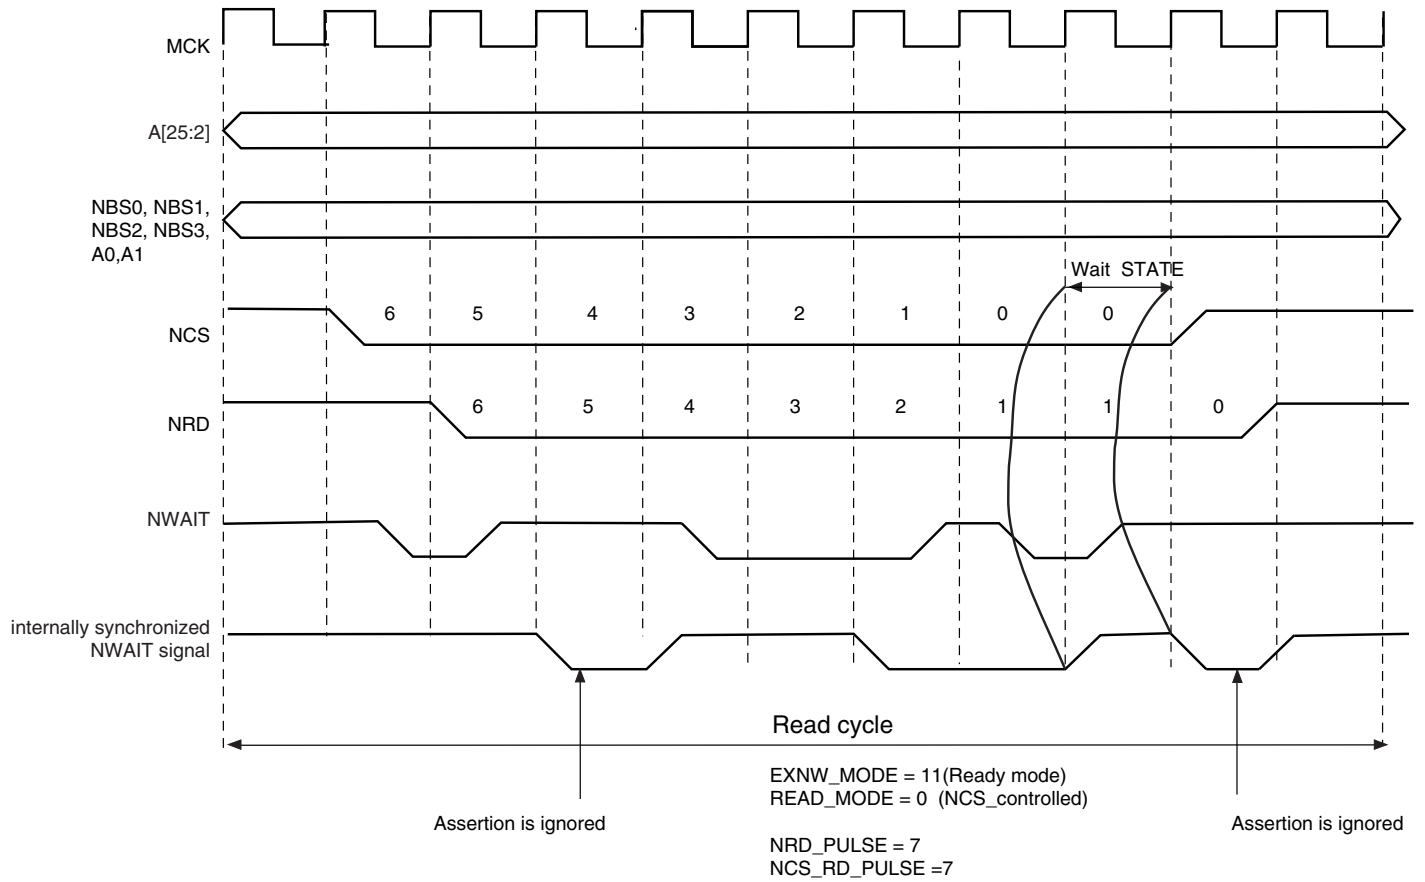 MCK
A[25:2]
NBS0, NBS1,
NBS2, NBS3,
A0,A1
Wait STATE
NCS
6 5 4 3 2 1 0 0
NRD
6 5 4 3 2 1 1 0
NWAIT
internally synchronized
NWAIT signal
Read cycle
EXNW_MODE = 11(Ready mode)
READ_MODE = 0 (NCS_controlled)
Assertion is ignored
Assertion is ignored
NRD_PULSE = 7
NCS_RD_PULSE =7